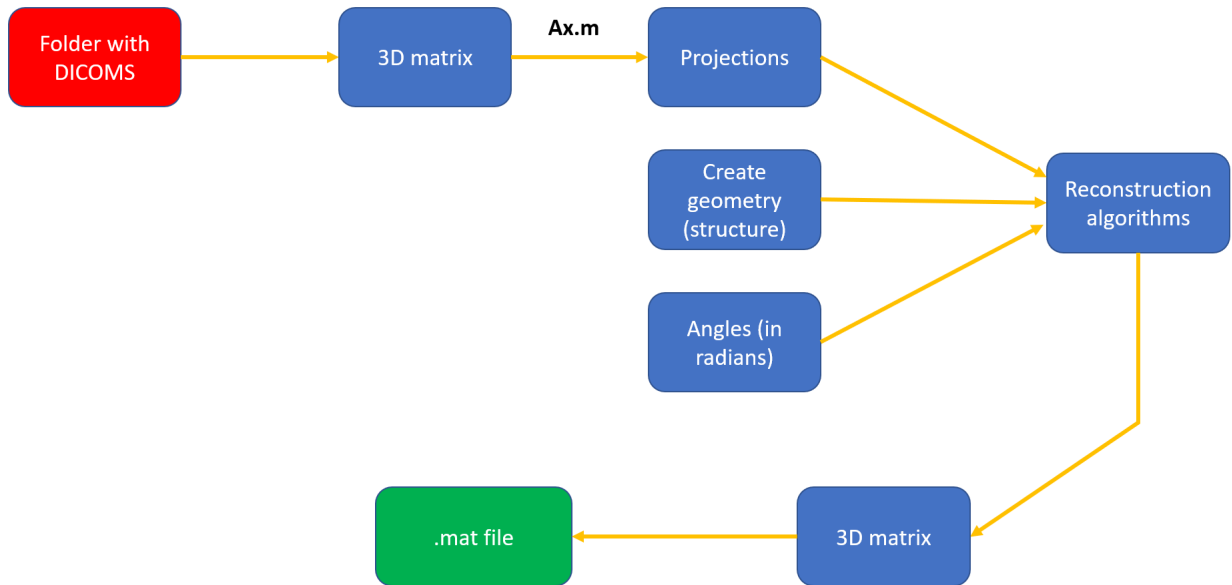 Folder with
DICOMS
3D matrix
Ax.m
Projections
Create
geometry
(structure)
Reconstruction
algorithms
Angles (in
radians)
.mat file
3D matrix